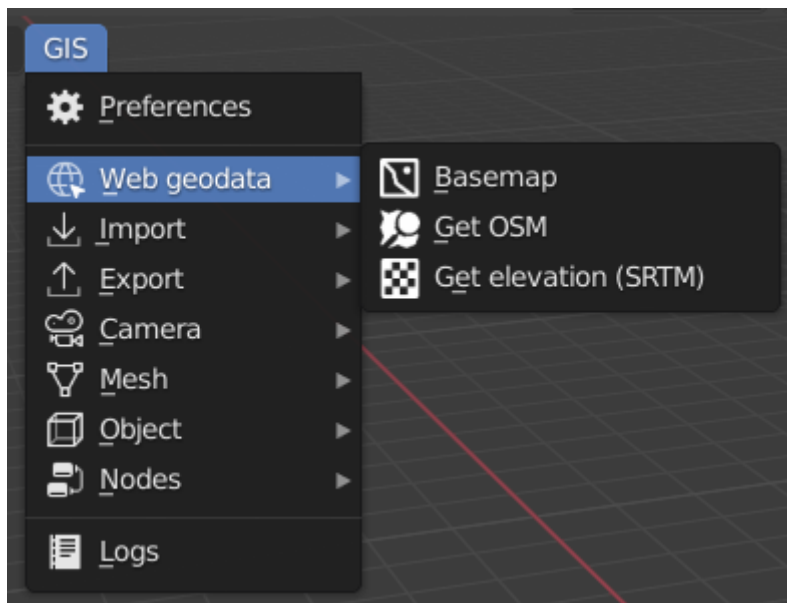 GIS
Preferences
Web geodata
Import
Export
Camera
Mesh
Object
Nodes
Logs
Basemap
Get OSM
Get elevation (SRTM)